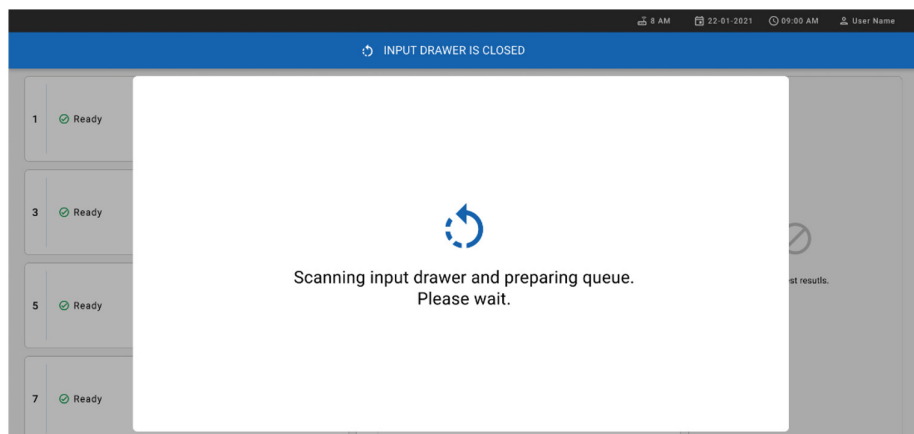 8 AM 22-01-2021 09:00 AM User Name
INPUT DRAWER IS CLOSED
1 Ready
3 Ready
Scanning input drawer and preparing queue.
Please wait.
resutls.
5 Ready
7 Ready